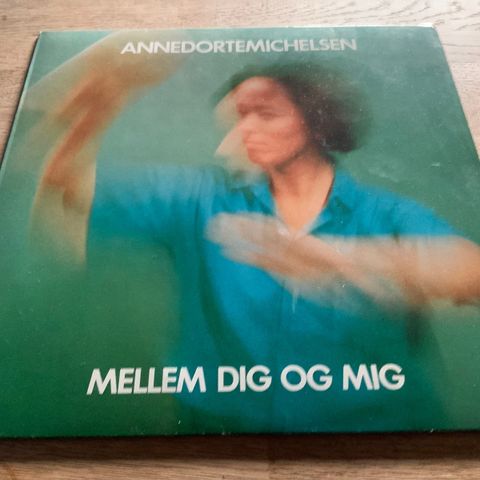 ANNEDORTEMICHELSEN
MELLEM DIG OG MIG